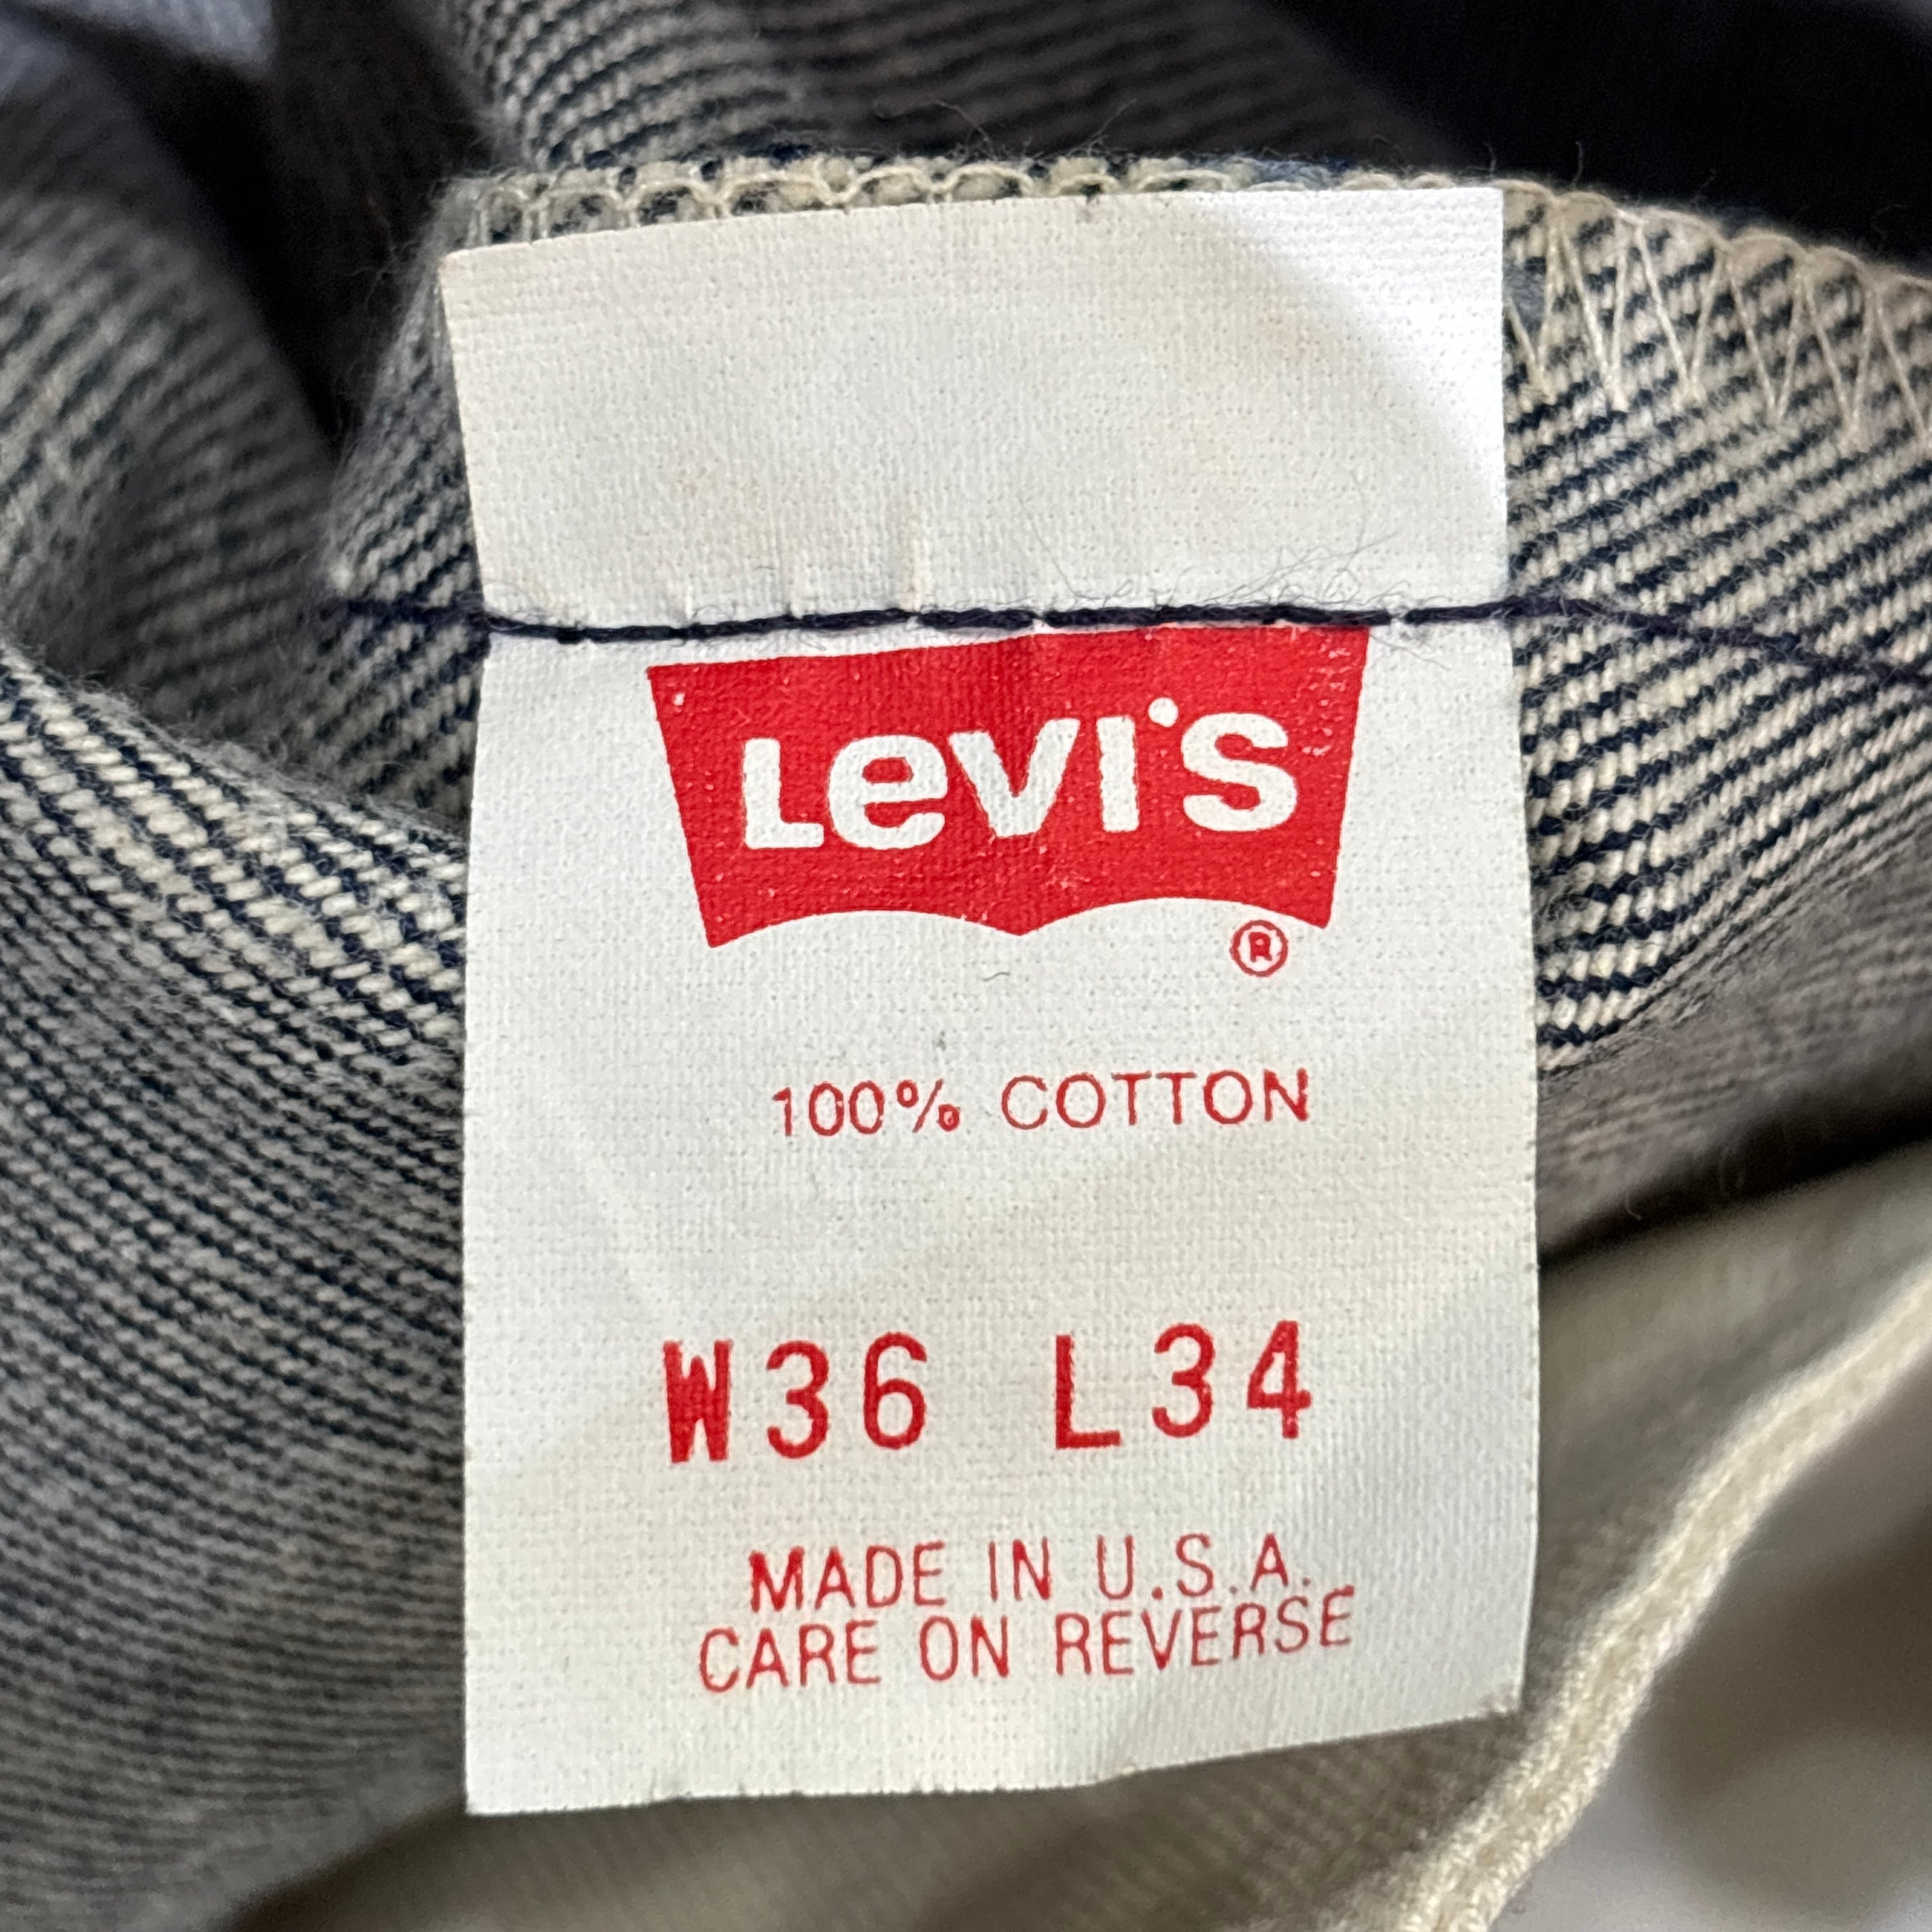 Levi's
®
100% COTTON
W36 L34
MADE IN U.S.A.
CARE ON REVERSE